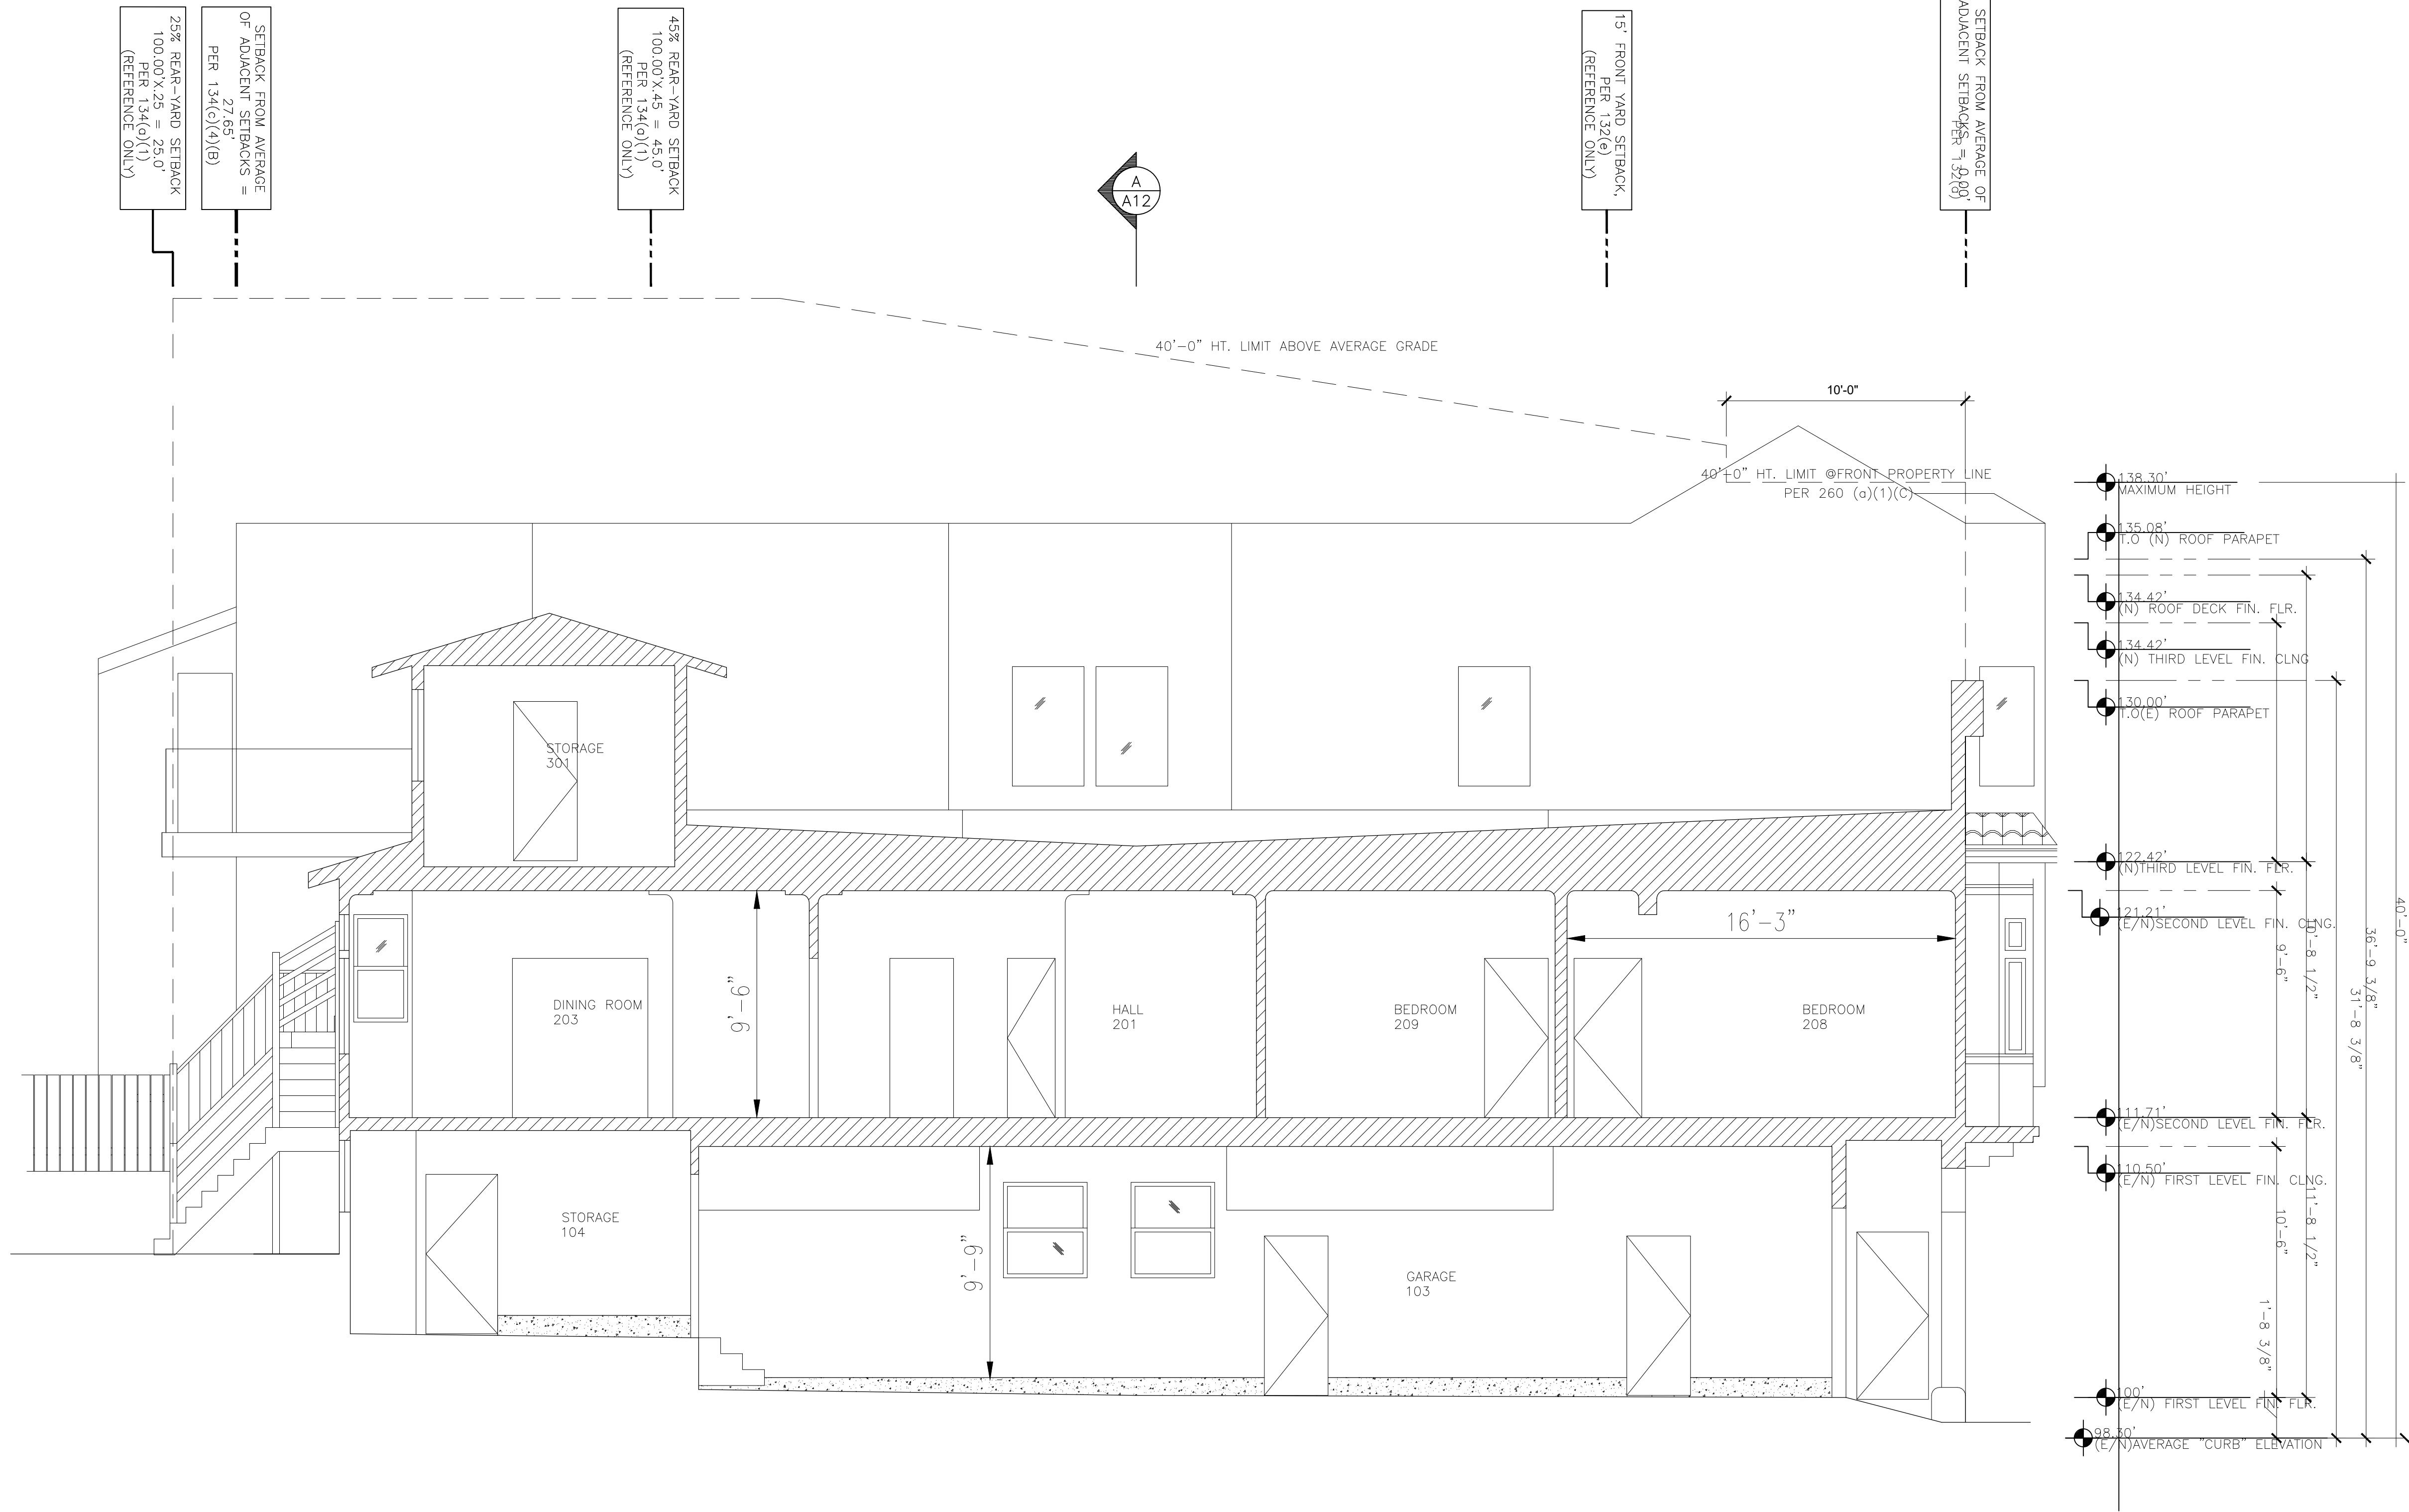 25% REAR-YARD SETBACK
100.00'X.25 = 25.0'
PER 134(a)(1)
(REFERENCE ONLY)
SETBACK FROM AVERAGE
OF ADJACENT SETBACKS =
27.65'
PER 134(c)(4)(B)
45% REAR-YARD SETBACK
100.00'X.45 = 45.0'
PER 134(a)(1)
(REFERENCE ONLY)
A
A12
15' FRONT YARD SETBACK,
PER 132(e)
(REFERENCE ONLY)
SETBACK FROM AVERAGE OF
ADJACENT SETBACKS = 0.00'
PER 132(a)
40'-0" HT. LIMIT ABOVE AVERAGE GRADE
10'-0"
40'-0" HT. LIMIT @FRONT PROPERTY LINE
PER 260 (a)(1)(C)
138.30'
MAXIMUM HEIGHT
135.08'
T.O (N) ROOF PARAPET
134.42'
(N) ROOF DECK FIN. FLR.
134.42'
(N) THIRD LEVEL FIN. CLNG
130.00'
T.O(E) ROOF PARAPET
122.42'
(N)THIRD LEVEL FIN. FLR.
121.21'
(E/N)SECOND LEVEL FIN. CLNG.
111.71'
(E/N)SECOND LEVEL FIN. FLR.
110.50'
(E/N) FIRST LEVEL FIN. CLNG.
100'
(E/N) FIRST LEVEL FIN. FLR.
98.30'
(E/N)AVERAGE "CURB" ELEVATION
STORAGE
301
DINING ROOM
203
9'-6"
HALL
201
BEDROOM
209
16'-3"
BEDROOM
208
STORAGE
104
9'-9"
GARAGE
103
9'-6"
10'-8 1/2"
31'-8 3/8"
36'-9 3/8"
40'-0"
10'-6"
11'-8 1/2"
1'-8 3/8"